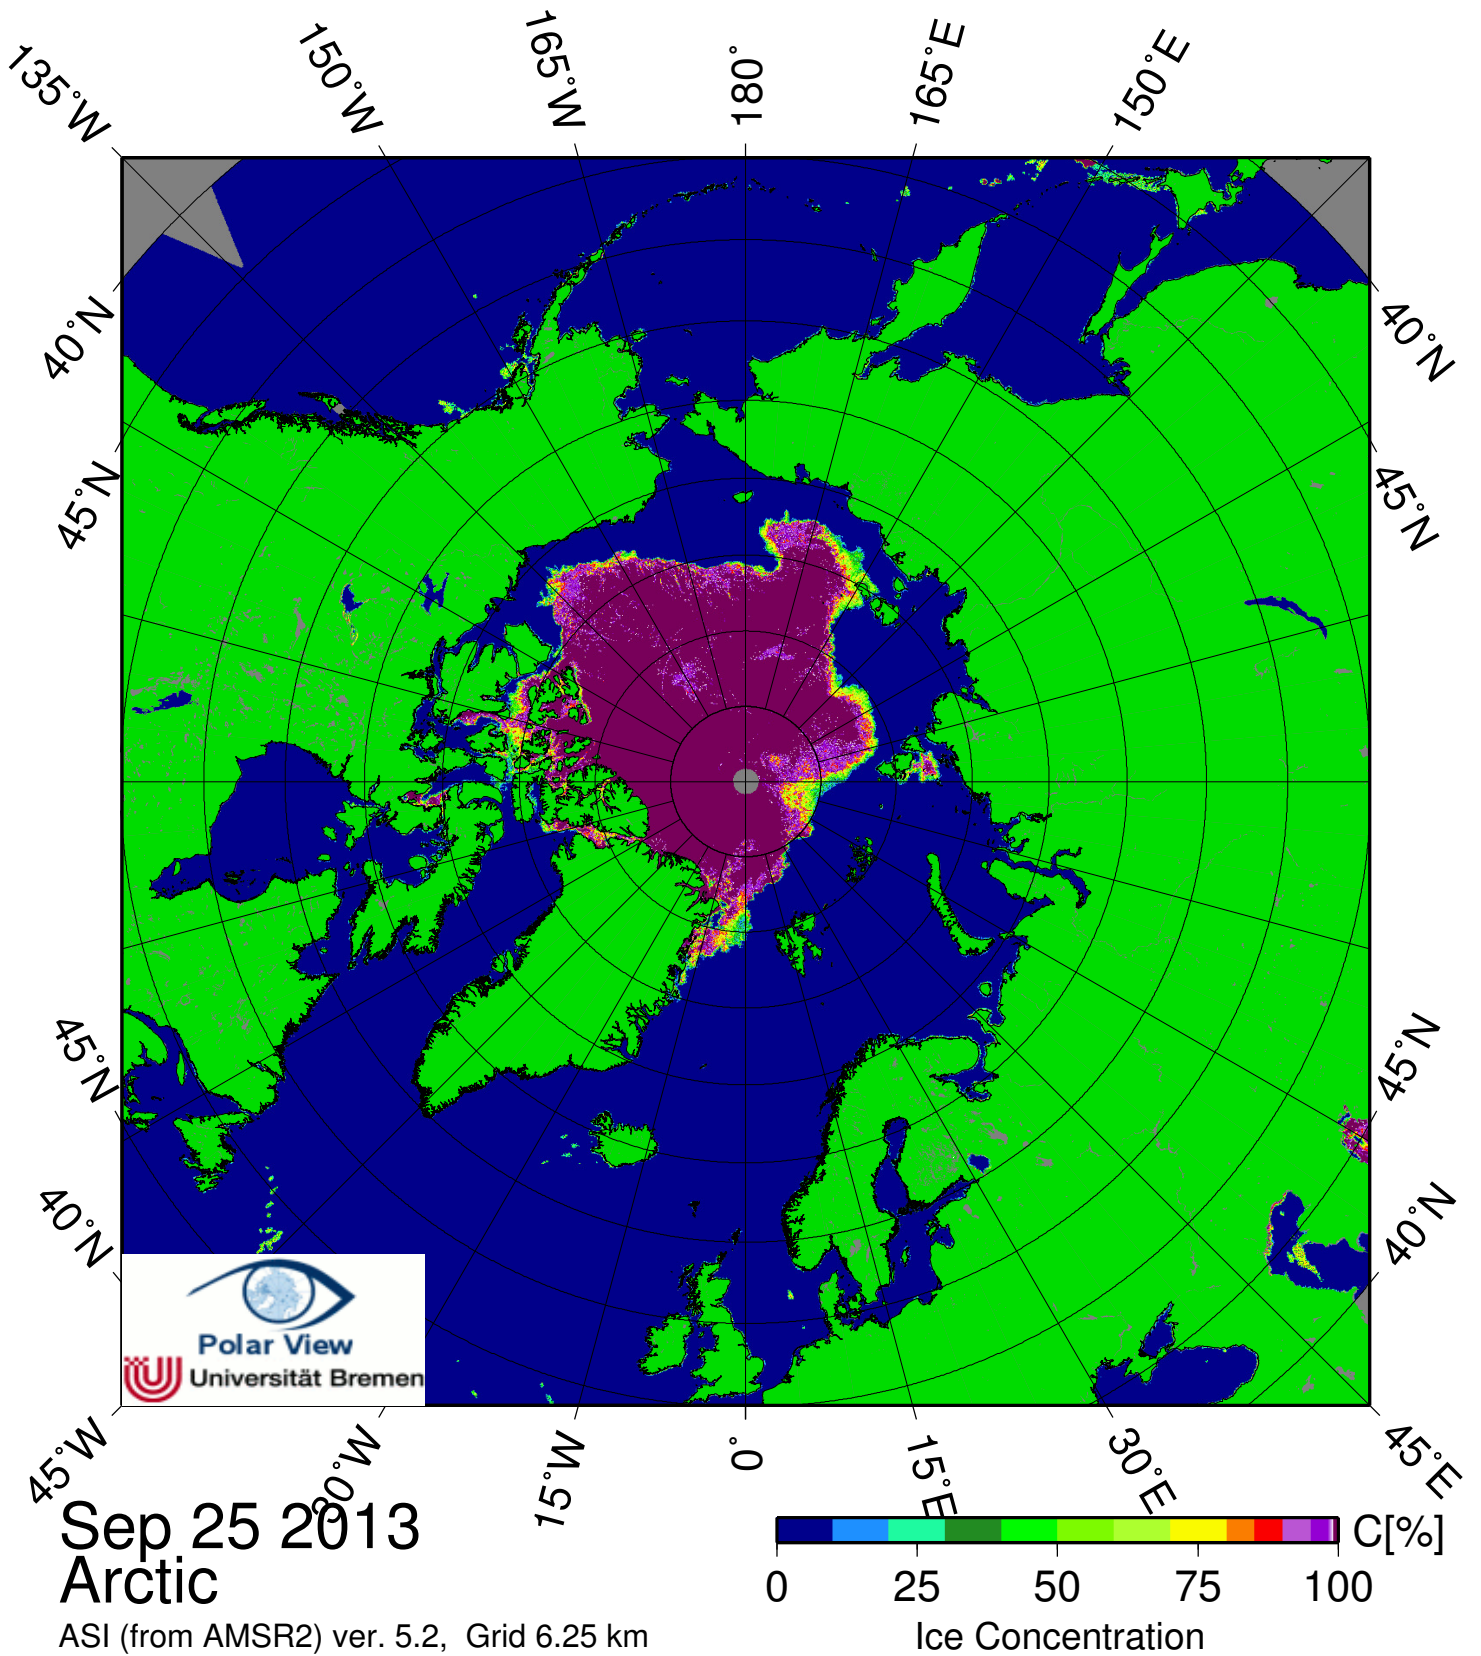 135°W
150°W
165°W
180°
165°E
150°E
40°N
40°N
45°N
45°N
45°N
45°N
40°N
40°N
Polar View
Universität Bremen
45°W
30°W
15°W
0°
15°E
30°E
45°E
Sep 25 2013
Arctic
ASI (from AMSR2) ver. 5.2, Grid 6.25 km
C[%]
0 25 50 75 100
Ice Concentration